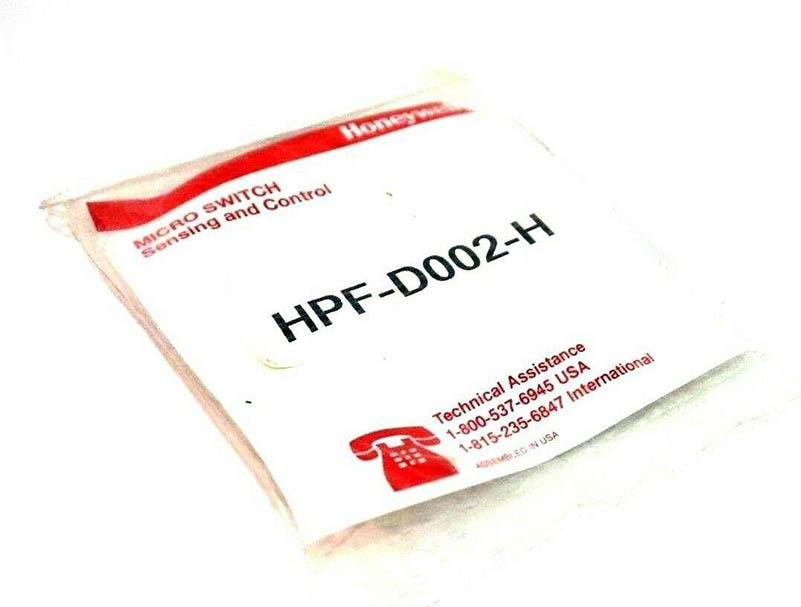 Honeywell
MICRO SWITCH
Sensing and Control
HPF-D002-H
Technical Assistance
1-800-537-6945 USA
1-815-235-6847 International
ASSEMBLED IN USA